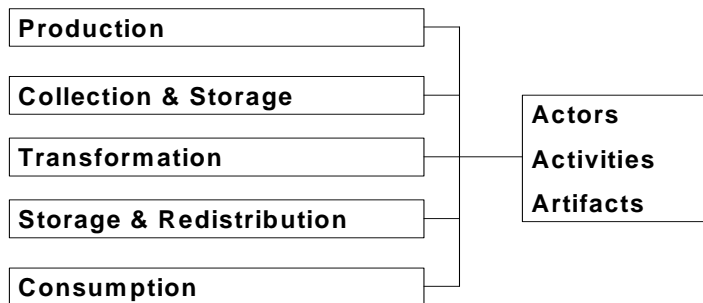 Production
Collection & Storage
Transformation
Storage & Redistribution
Consumption
Actors
Activities
Artifacts